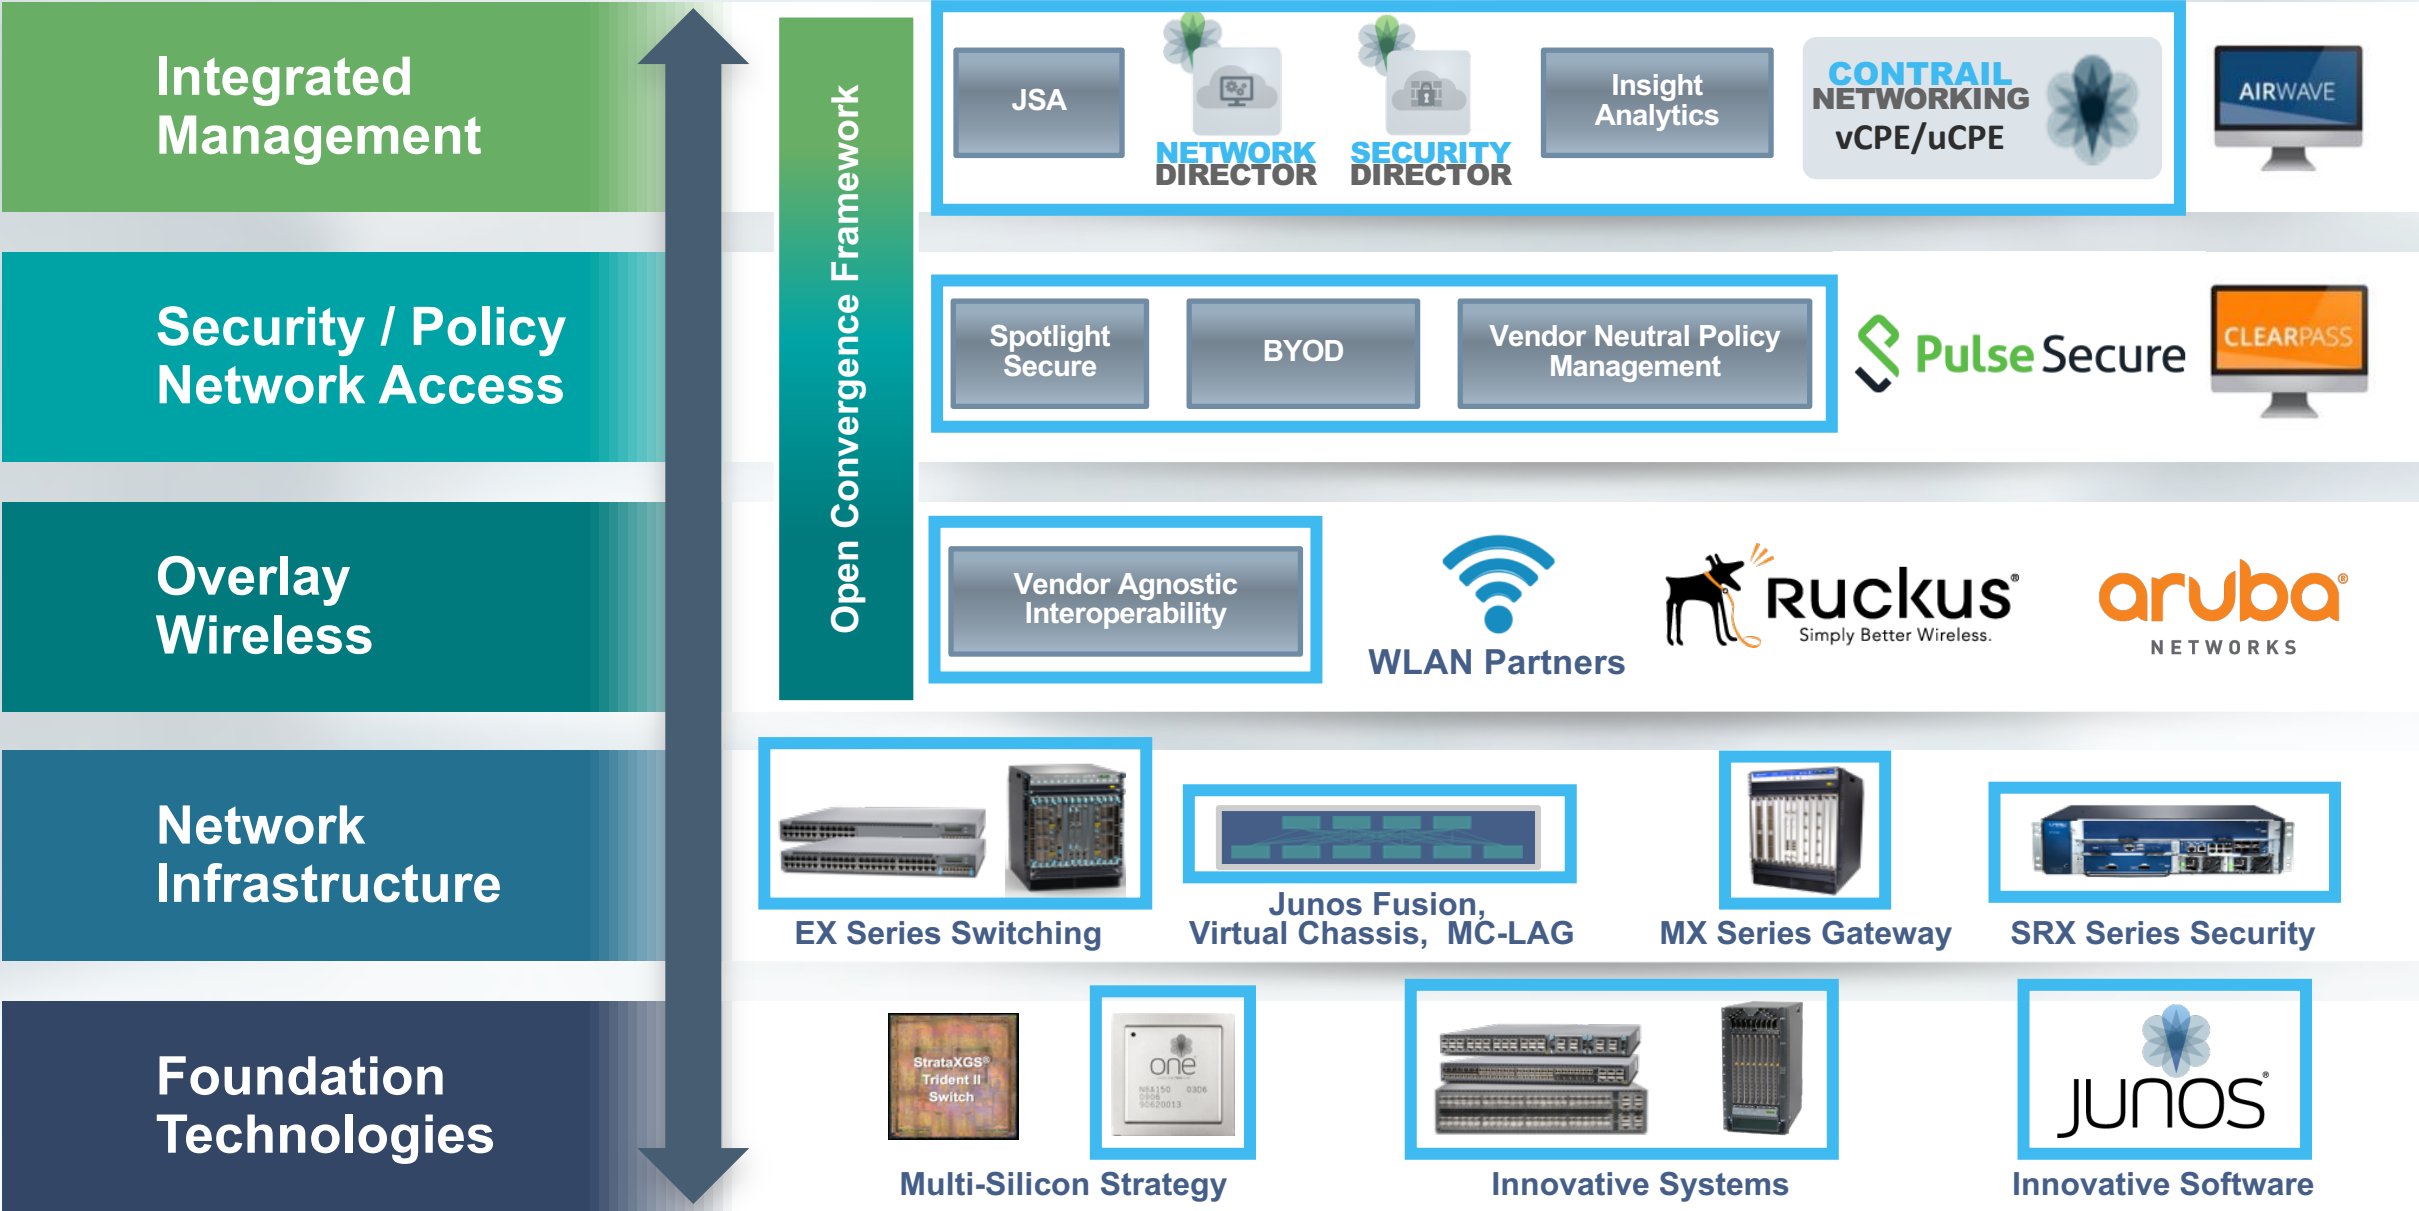 Integrated
Management
Open Convergence Framework
JSA
NETWORK
DIRECTOR
SECURITY
DIRECTOR
Insight
Analytics
CONTRAIL
NETWORKING
vCPE/uCPE
AIRWAVE
Security / Policy
Network Access
Spotlight
Secure
BYOD
Vendor Neutral Policy
Management
Pulse Secure
CLEARPASS
Overlay
Wireless
Vendor Agnostic
Interoperability
WLAN Partners
Ruckus®
Simply Better Wireless.
aruba®
NETWORKS
Network
Infrastructure
EX Series Switching
Junos Fusion,
Virtual Chassis, MC-LAG
MX Series Gateway
SRX Series Security
Foundation
Technologies
StrataXGS®
Trident II
Switch
one
N8A150 03D6
0906
90620013
Multi-Silicon Strategy
Innovative Systems
JUNOS®
Innovative Software